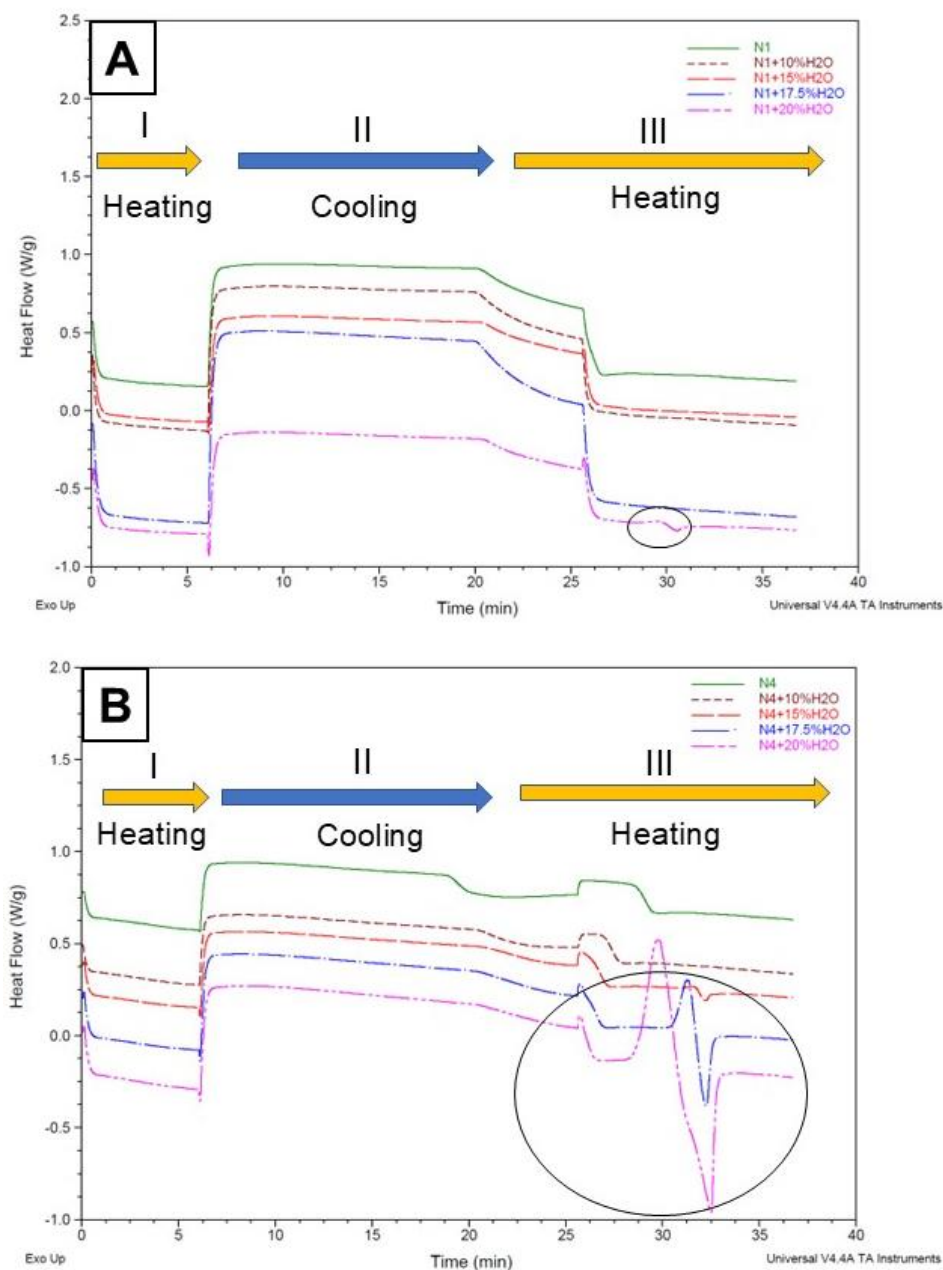 A
N1
N1+10%H2O
N1+15%H2O
N1+17.5%H2O
N1+20%H2O
I
II
III
Heating
Cooling
Heating
2.5
2.0
1.5
1.0
0.5
0.0
-0.5
-1.0
Heat Flow (W/g)
0
5
10
15
20
25
30
35
40
Exo Up
Time (min)
Universal V4.4A TA Instruments
B
N4
N4+10%H2O
N4+15%H2O
N4+17.5%H2O
N4+20%H2O
I
II
III
Heating
Cooling
Heating
2.0
1.5
1.0
0.5
0.0
-0.5
-1.0
Heat Flow (W/g)
0
5
10
15
20
25
30
35
40
Exo Up
Time (min)
Universal V4.4A TA Instruments